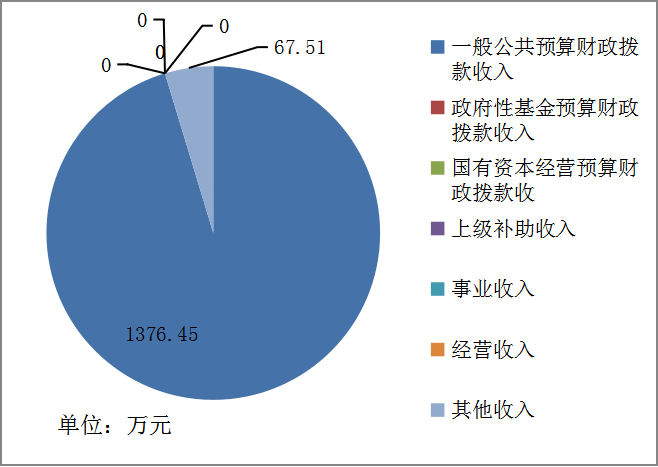 0
0
67.51
0
0
1376.45
单位：万元
一般公共预算财政拨
款收入
政府性基金预算财政
拨款收入
国有资本经营预算财
政拨款收
上级补助收入
事业收入
经营收入
其他收入